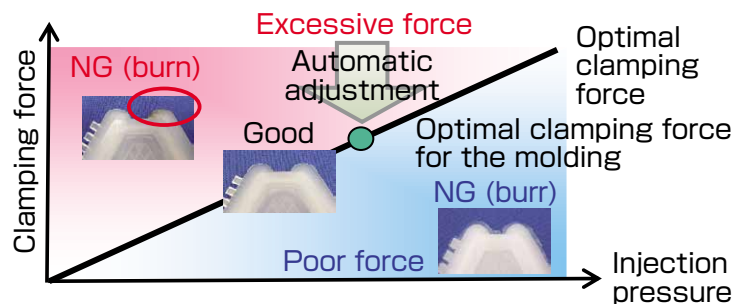 Excessive force
NG (burn)
Automatic
adjustment
Optimal
clamping
force
Clamping force
Good
Optimal clamping force
for the molding
NG (burr)
Poor force
Injection
pressure